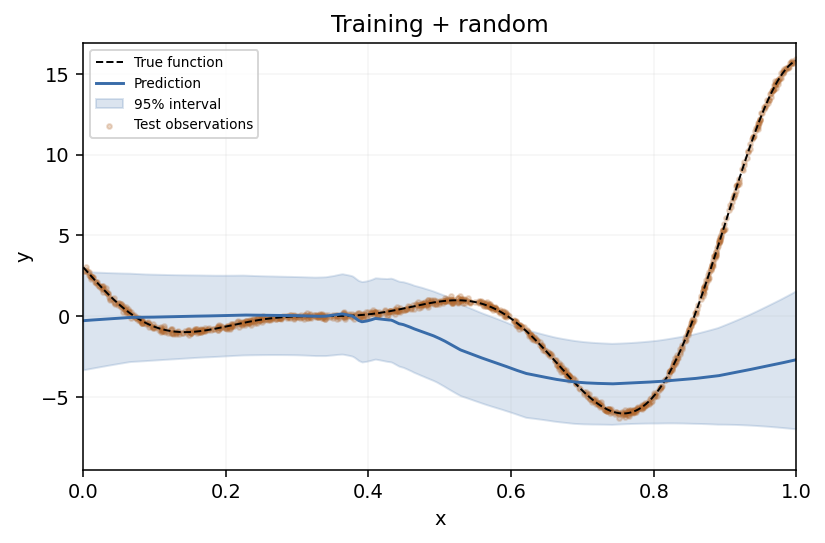 Training + random
True function
Prediction
95% interval
Test observations
15
10
5
0
−5
y
0.0 0.2 0.4 0.6 0.8 1.0
x